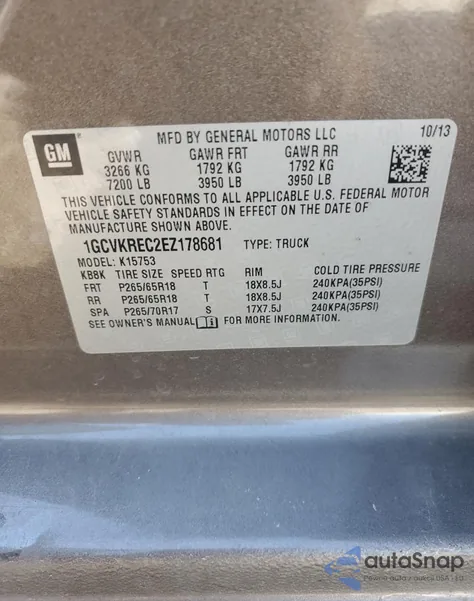 MFD BY GENERAL MOTORS LLC 10/13
GM
GVWR GAWR FRT GAWR RR
3266 KG 1792 KG 1792 KG
7200 LB 3950 LB 3950 LB
THIS VEHICLE CONFORMS TO ALL APPLICABLE U.S. FEDERAL MOTOR
VEHICLE SAFETY STANDARDS IN EFFECT ON THE DATE OF
MANUFACTURE SHOWN ABOVE.
1GCVKREC2EZ178681 TYPE: TRUCK
MODEL: K15753
KB8K TIRE SIZE SPEED RTG RIM COLD TIRE PRESSURE
FRT P265/65R18 T 18X8.5J 240KPA(35PSI)
RR P265/65R18 T 18X8.5J 240KPA(35PSI)
SPA P265/70R17 S 17X7.5J 240KPA(35PSI)
SEE OWNER'S MANUAL FOR MORE INFORMATION.
autoSnap